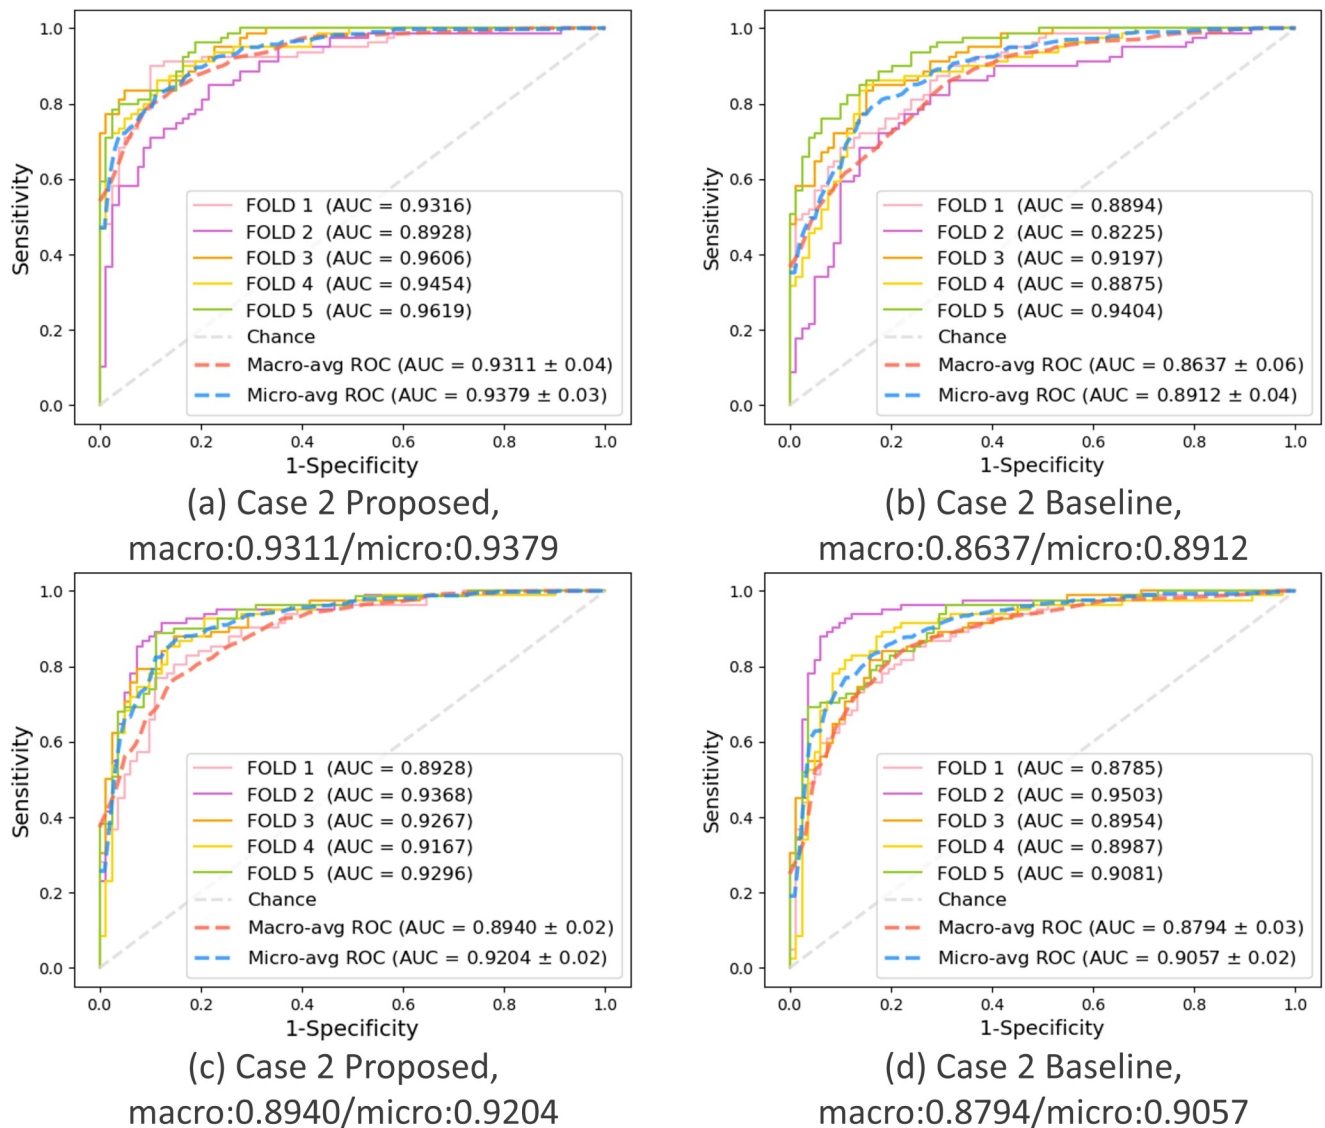 1.0
0.8
0.6
0.4
0.2
0.0
Sensitivity
FOLD 1 (AUC = 0.9316)
FOLD 2 (AUC = 0.8928)
FOLD 3 (AUC = 0.9606)
FOLD 4 (AUC = 0.9454)
FOLD 5 (AUC = 0.9619)
Chance
Macro-avg ROC (AUC = 0.9311 ± 0.04)
Micro-avg ROC (AUC = 0.9379 ± 0.03)
0.0 0.2 0.4 0.6 0.8 1.0
1-Specificity
(a) Case 2 Proposed,
macro:0.9311/micro:0.9379
1.0
0.8
0.6
0.4
0.2
0.0
Sensitivity
FOLD 1 (AUC = 0.8894)
FOLD 2 (AUC = 0.8225)
FOLD 3 (AUC = 0.9197)
FOLD 4 (AUC = 0.8875)
FOLD 5 (AUC = 0.9404)
Chance
Macro-avg ROC (AUC = 0.8637 ± 0.06)
Micro-avg ROC (AUC = 0.8912 ± 0.04)
0.0 0.2 0.4 0.6 0.8 1.0
1-Specificity
(b) Case 2 Baseline,
macro:0.8637/micro:0.8912
1.0
0.8
0.6
0.4
0.2
0.0
Sensitivity
FOLD 1 (AUC = 0.8928)
FOLD 2 (AUC = 0.9368)
FOLD 3 (AUC = 0.9267)
FOLD 4 (AUC = 0.9167)
FOLD 5 (AUC = 0.9296)
Chance
Macro-avg ROC (AUC = 0.8940 ± 0.02)
Micro-avg ROC (AUC = 0.9204 ± 0.02)
0.0 0.2 0.4 0.6 0.8 1.0
1-Specificity
(c) Case 2 Proposed,
macro:0.8940/micro:0.9204
1.0
0.8
0.6
0.4
0.2
0.0
Sensitivity
FOLD 1 (AUC = 0.8785)
FOLD 2 (AUC = 0.9503)
FOLD 3 (AUC = 0.8954)
FOLD 4 (AUC = 0.8987)
FOLD 5 (AUC = 0.9081)
Chance
Macro-avg ROC (AUC = 0.8794 ± 0.03)
Micro-avg ROC (AUC = 0.9057 ± 0.02)
0.0 0.2 0.4 0.6 0.8 1.0
1-Specificity
(d) Case 2 Baseline,
macro:0.8794/micro:0.9057